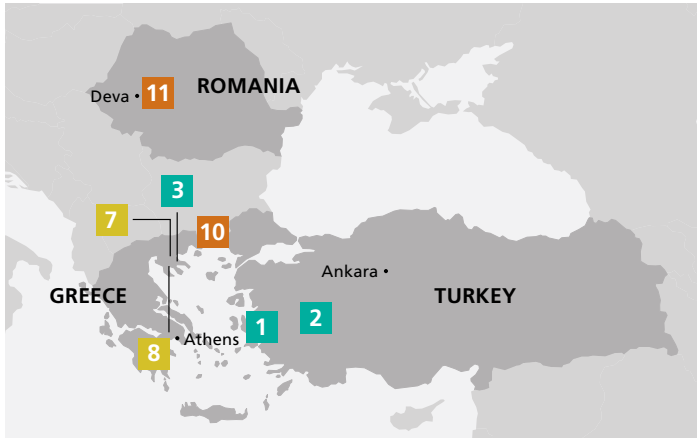 ROMANIA
Deva
11
3
7
10
Ankara
GREECE
TURKEY
1
2
Athens
8